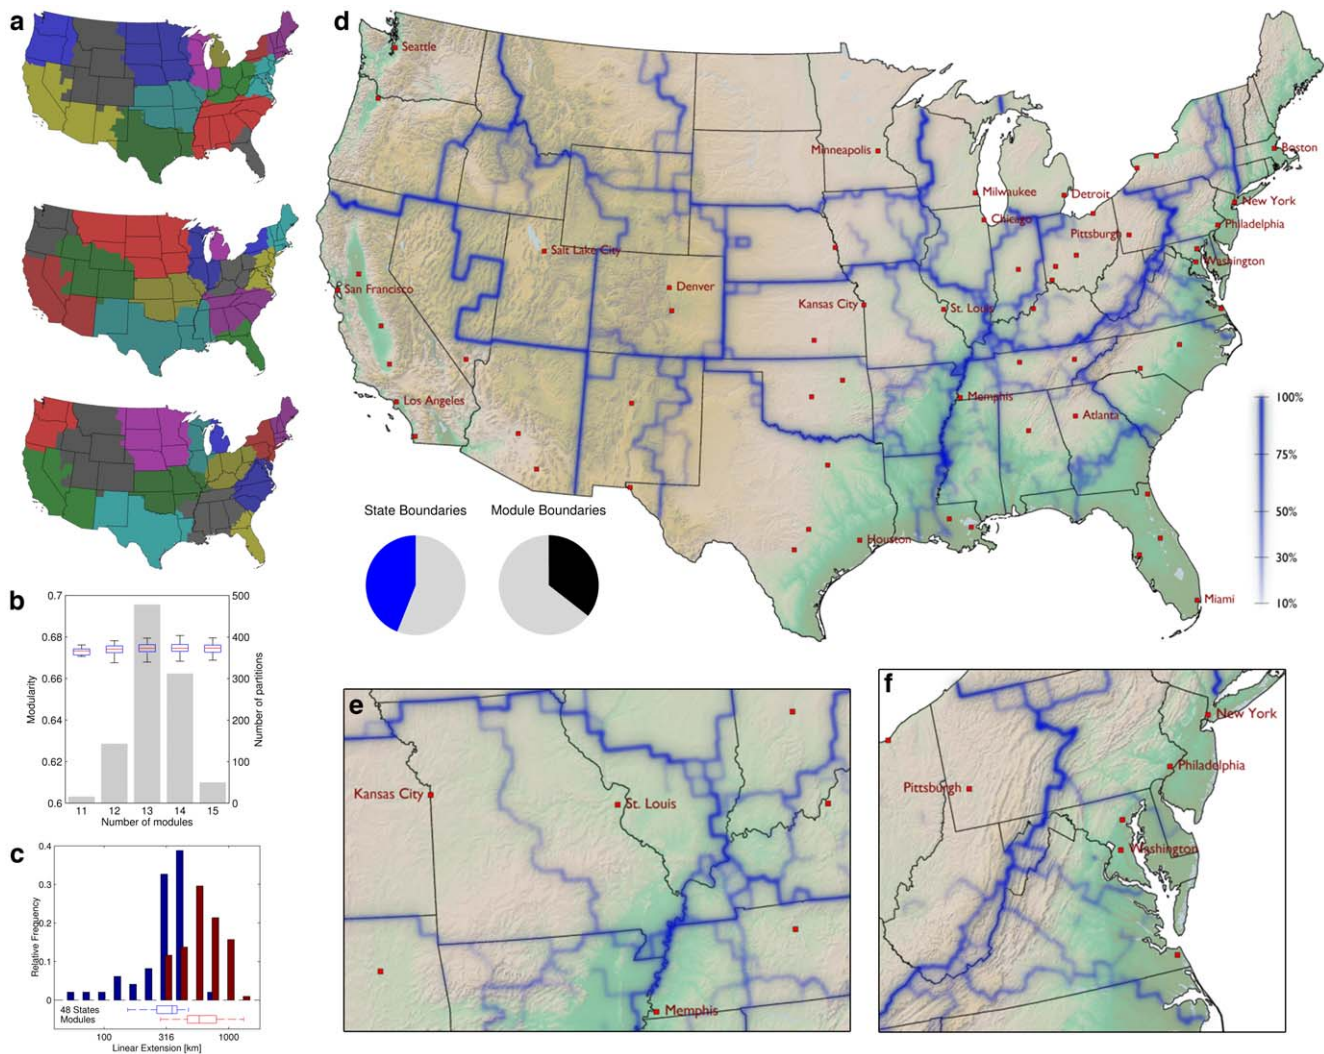 a
d
Seattle
Minneapolis
Milwaukee
Detroit
Boston
Chicago
New York
Pittsburgh
Philadelphia
Salt Lake City
Washington
San Francisco
Denver
Kansas City
St. Louis
Los Angeles
Memphis
Atlanta
Houston
Miami
100%
75%
50%
30%
10%
State Boundaries
Module Boundaries
b
0.7
0.68
0.66
0.64
0.62
0.6
Modularity
500
400
300
200
100
0
Number of partitions
11 12 13 14 15
Number of modules
c
0.4
0.3
0.2
0.1
0
Relative Frequency
48 States
Modules
100 316 1000
Linear Extension [km]
e
Kansas City
St. Louis
Memphis
f
New York
Philadelphia
Pittsburgh
Washington